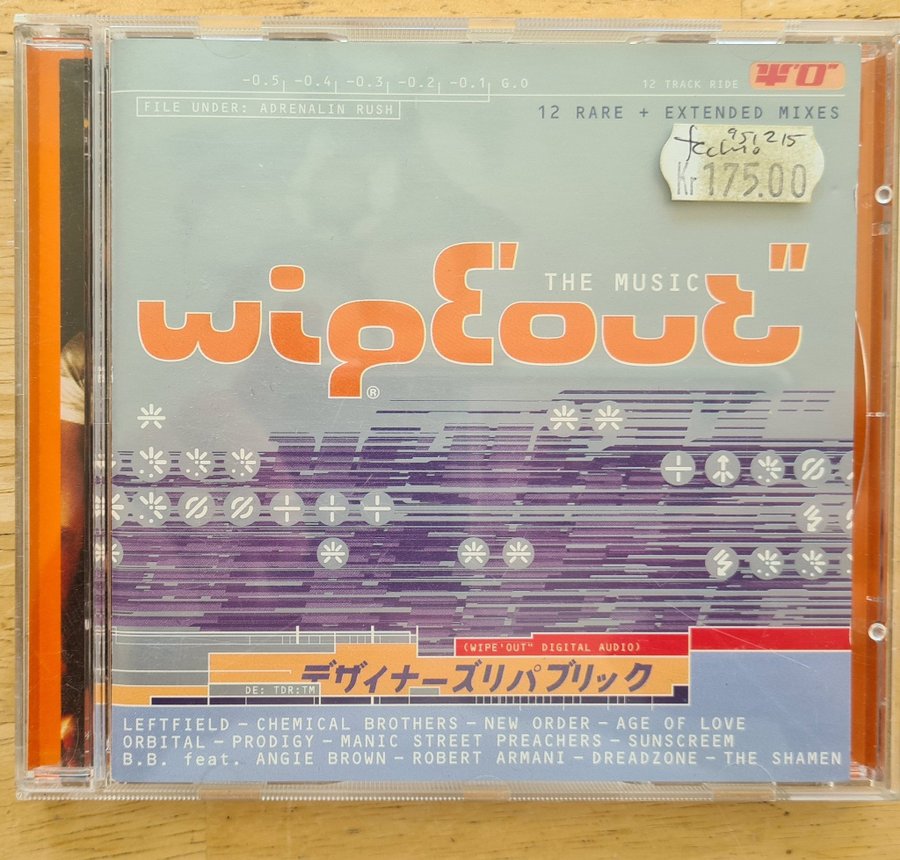 -0.5 -0.4 -0.3 -0.2 -0.1 G.O
12 TRACK RIDE
FILE UNDER: ADRENALIN RUSH
12 RARE + EXTENDED MIXES
951215
Kr 175.00
THE MUSIC
wipE'out"
®
(WIPE'OUT" DIGITAL AUDIO)
デザイナーズリパブリック
DE: TDR:TM
LEFTFIELD – CHEMICAL BROTHERS – NEW ORDER – AGE OF LOVE
ORBITAL – PRODIGY – MANIC STREET PREACHERS – SUNSCREEM
B.B. feat. ANGIE BROWN – ROBERT ARMANI – DREADZONE – THE SHAMEN